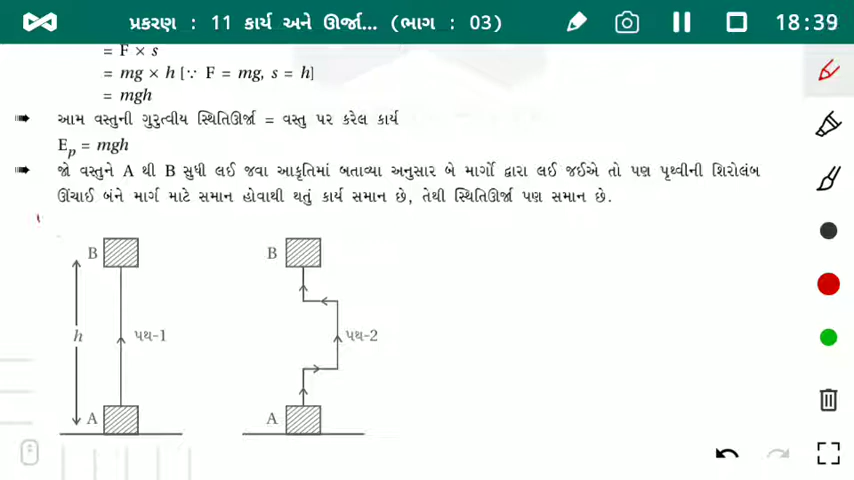 પ્રકરણ : 11 કાર્ય અને ઊર્જા... (ભાગ : 03)
18:39
= F × s
= mg × h [∵ F = mg, s = h]
= mgh
આમ વસ્તુની ગુરુત્વીય સ્થિતિઊર્જા = વસ્તુ પર કરેલ કાર્ય
Eₚ = mgh
જો વસ્તુને A થી B સુધી લઈ જવા આકૃતિમાં બતાવ્યા અનુસાર બે માર્ગો દ્વારા લઈ જઈએ તો પણ પૃથ્વીની શિરોલંબ
ઊંચાઈ બંને માર્ગ માટે સમાન હોવાથી થતું કાર્ય સમાન છે, તેથી સ્થિતિઊર્જા પણ સમાન છે.
B
h
પથ-1
A
B
પથ-2
A